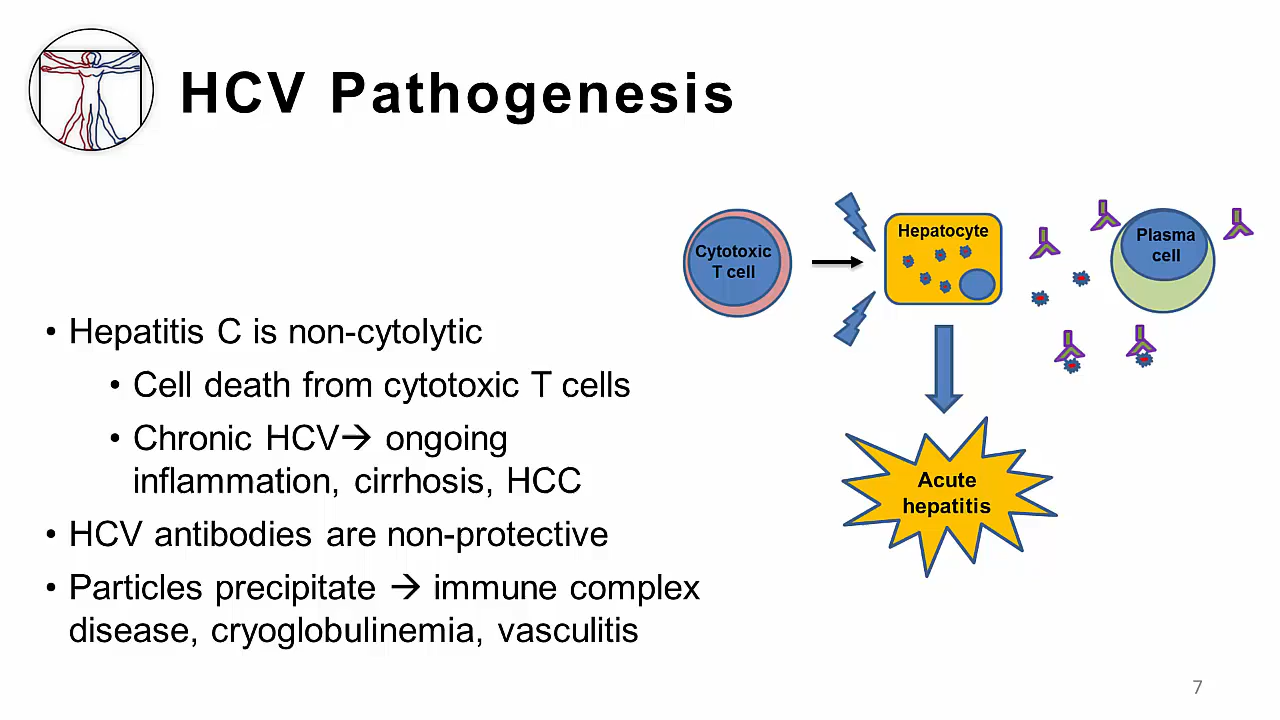 HCV Pathogenesis
• Hepatitis C is non-cytolytic
• Cell death from cytotoxic T cells
• Chronic HCV→ ongoing
inflammation, cirrhosis, HCC
• HCV antibodies are non-protective
• Particles precipitate → immune complex
disease, cryoglobulinemia, vasculitis
Cytotoxic
T cell
Hepatocyte
Plasma
cell
Acute
hepatitis
7